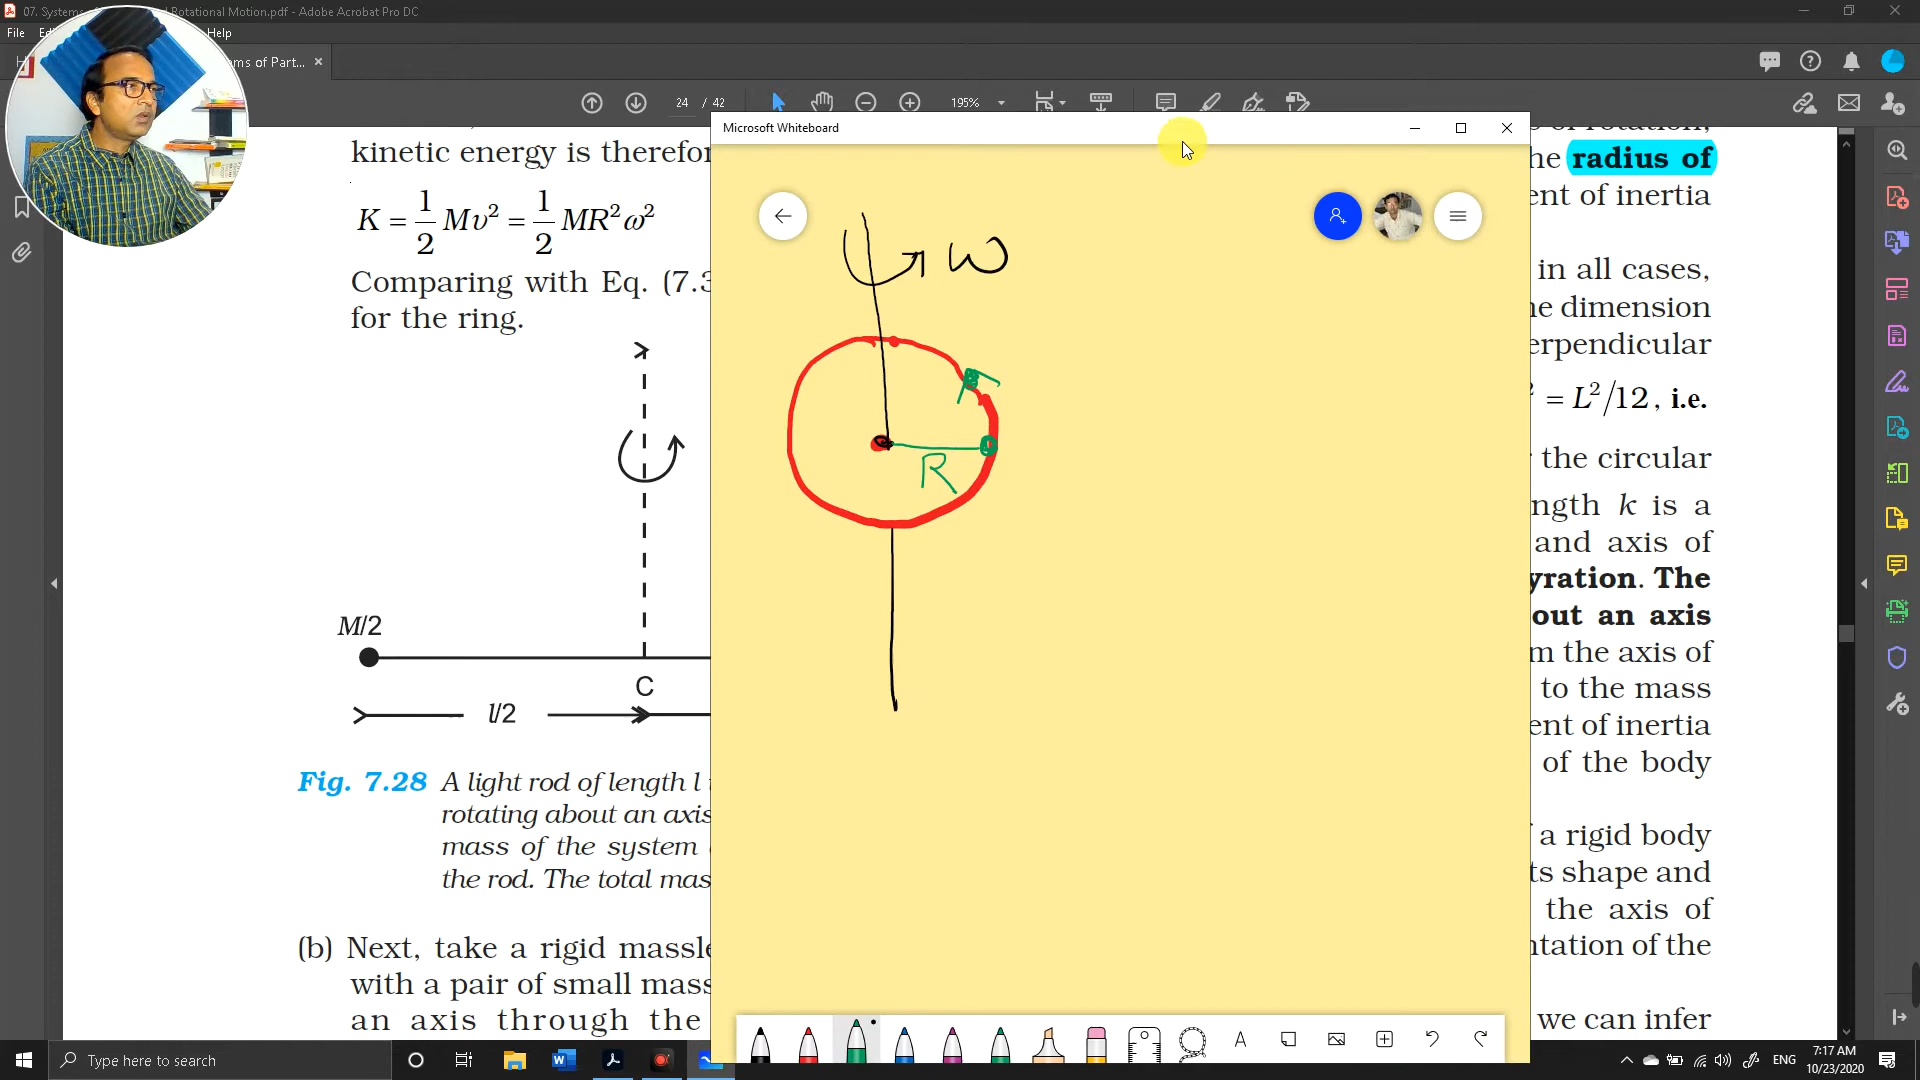 07. Systems
Rotational Motion.pdf - Adobe Acrobat Pro DC
File
Help
ms of Part...
24 / 42
195%
kinetic energy is therefor
K = 1/2 Mυ² = 1/2 MR²ω²
Comparing with Eq. (7.3
for the ring.
M/2
C
l/2
Fig. 7.28 A light rod of length l
rotating about an axis
mass of the system
the rod. The total mas
(b) Next, take a rigid massle
with a pair of small mass
an axis through the
Microsoft Whiteboard
ω
R
of rotation,
he radius of
ent of inertia
in all cases,
he dimension
erpendicular
² = L²/12, i.e.
the circular
ngth k is a
and axis of
yration. The
out an axis
m the axis of
to the mass
ent of inertia
of the body
a rigid body
ts shape and
the axis of
ntation of the
we can infer
A
Type here to search
ENG
7:17 AM
10/23/2020